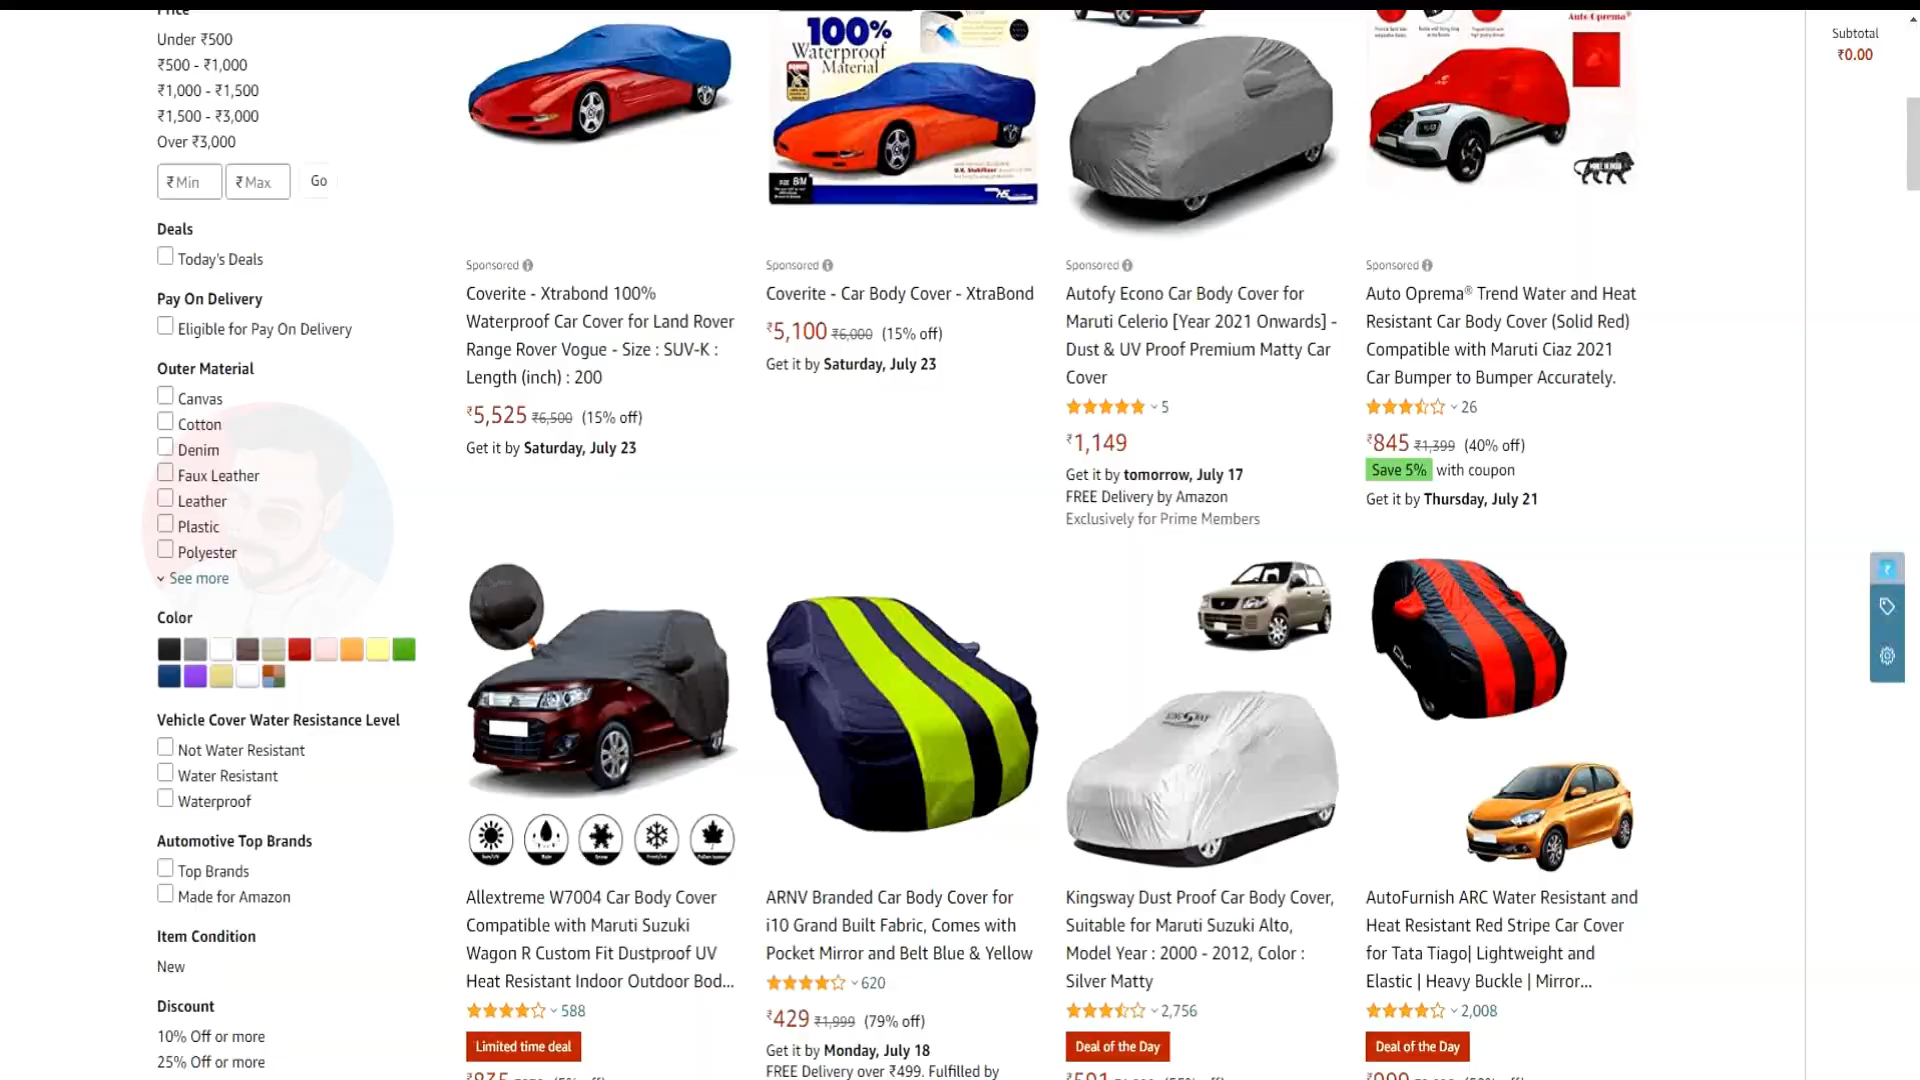 Price
Under ₹500
₹500 - ₹1,000
₹1,000 - ₹1,500
₹1,500 - ₹3,000
Over ₹3,000
₹ Min
₹ Max
Go
Deals
Today's Deals
Pay On Delivery
Eligible for Pay On Delivery
Outer Material
Canvas
Cotton
Denim
Faux Leather
Leather
Plastic
Polyester
See more
Color
Vehicle Cover Water Resistance Level
Not Water Resistant
Water Resistant
Waterproof
Automotive Top Brands
Top Brands
Made for Amazon
Item Condition
New
Discount
10% Off or more
25% Off or more
Sponsored
Coverite - Xtrabond 100%
Waterproof Car Cover for Land Rover
Range Rover Vogue - Size : SUV-K :
Length (inch) : 200
₹5,525 ₹6,500 (15% off)
Get it by Saturday, July 23
100%
Waterproof
Material
Sponsored
Coverite - Car Body Cover - XtraBond
₹5,100 ₹6,000 (15% off)
Get it by Saturday, July 23
Sponsored
Autofy Econo Car Body Cover for
Maruti Celerio [Year 2021 Onwards] -
Dust & UV Proof Premium Matty Car
Cover
5
₹1,149
Get it by tomorrow, July 17
FREE Delivery by Amazon
Exclusively for Prime Members
Auto Oprema®
Sponsored
Auto Oprema® Trend Water and Heat
Resistant Car Body Cover (Solid Red)
Compatible with Maruti Ciaz 2021
Car Bumper to Bumper Accurately.
26
₹845 ₹1,399 (40% off)
Save 5% with coupon
Get it by Thursday, July 21
Allextreme W7004 Car Body Cover
Compatible with Maruti Suzuki
Wagon R Custom Fit Dustproof UV
Heat Resistant Indoor Outdoor Bod...
588
Limited time deal
ARNV Branded Car Body Cover for
i10 Grand Built Fabric, Comes with
Pocket Mirror and Belt Blue & Yellow
620
₹429 ₹1,999 (79% off)
Get it by Monday, July 18
FREE Delivery over ₹499. Fulfilled by
Kingsway Dust Proof Car Body Cover,
Suitable for Maruti Suzuki Alto,
Model Year : 2000 - 2012, Color :
Silver Matty
2,756
Deal of the Day
AutoFurnish ARC Water Resistant and
Heat Resistant Red Stripe Car Cover
for Tata Tiago| Lightweight and
Elastic | Heavy Buckle | Mirror...
2,008
Deal of the Day
Subtotal
₹0.00